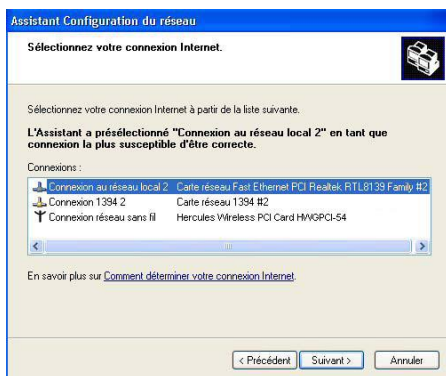 Assistant Configuration du réseau
Sélectionnez votre connexion Internet.
Sélectionnez votre connexion Internet à partir de la liste suivante.
L'Assistant a présélectionné "Connexion au réseau local 2" en tant que
connexion la plus susceptible d'être correcte.
Connexions :
Connexion au réseau local 2 Carte réseau Fast Ethernet PCI Realtek RTL8139 Family #2
Connexion 1394 2 Carte réseau 1394 #2
Connexion réseau sans fil Hercules Wireless PCI Card HWGPCI-54
En savoir plus sur Comment déterminer votre connexion Internet.
< Précédent Suivant > Annuler